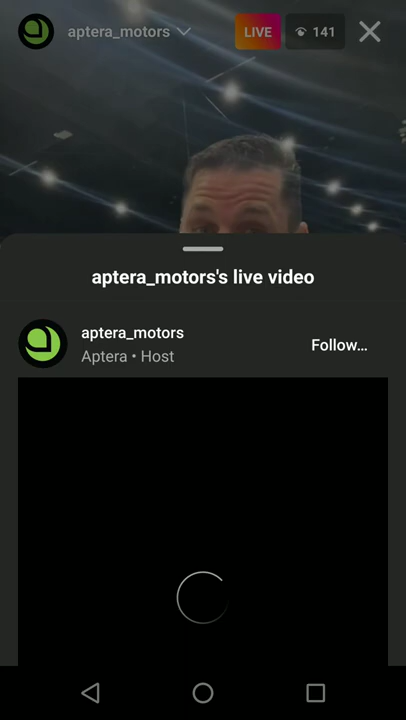 aptera_motors
LIVE
141
aptera_motors's live video
aptera_motors
Aptera • Host
Follow...